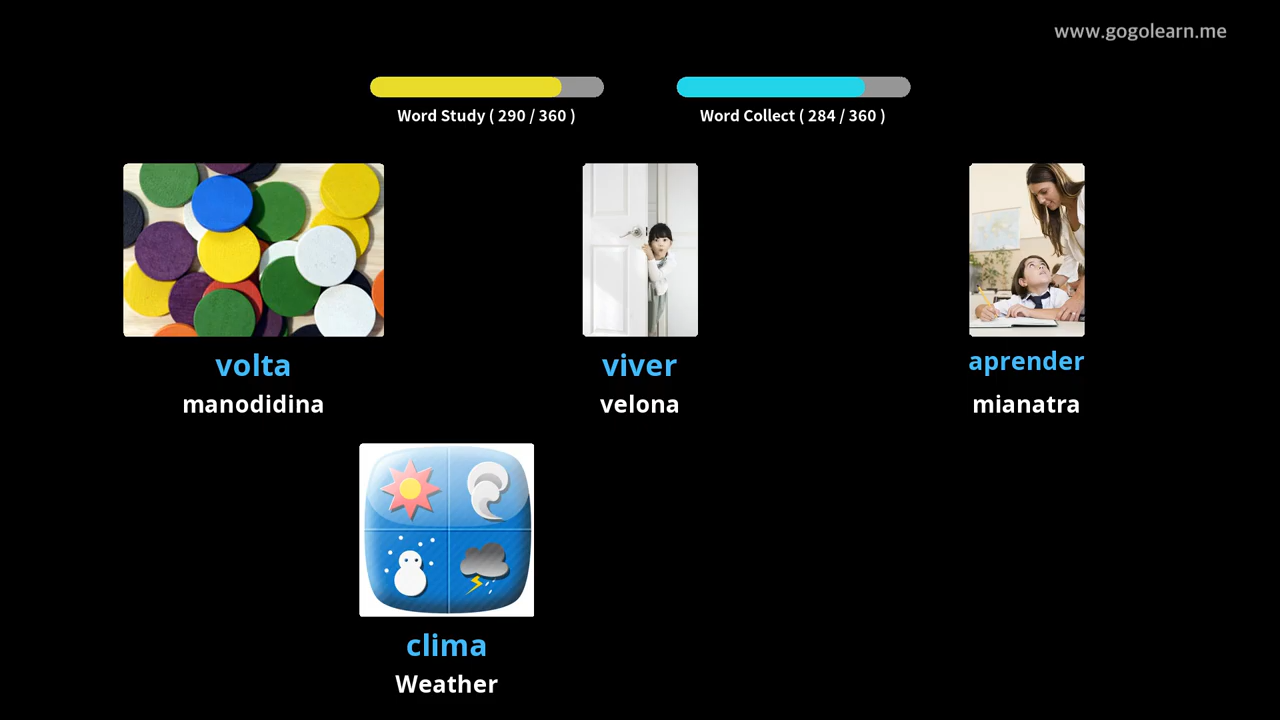 www.gogolearn.me
Word Study ( 290 / 360 )
Word Collect ( 284 / 360 )
volta
manodidina
viver
velona
aprender
mianatra
clima
Weather